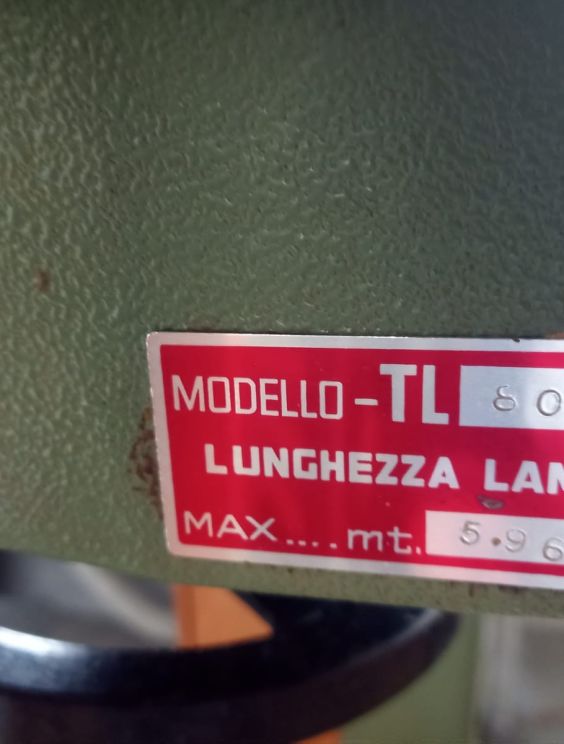 MODELLO-TL 80
LUNGHEZZA LAM
MAX.... mt. 5.96